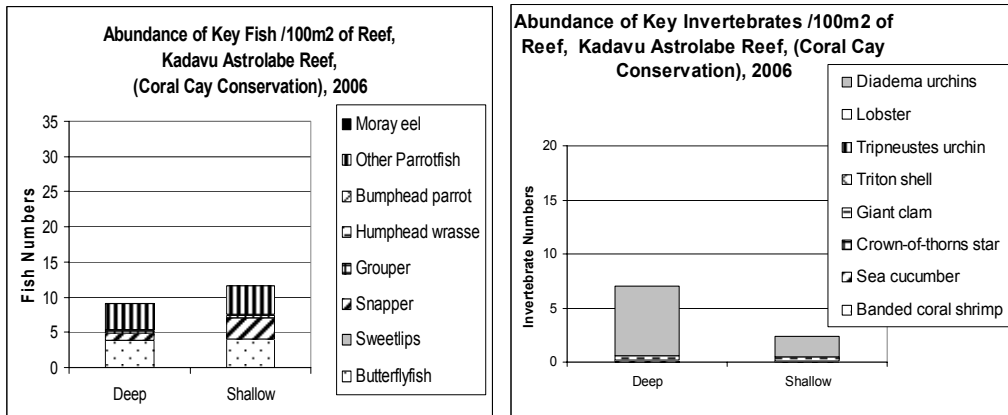 Abundance of Key Fish /100m2 of Reef,
Kadavu Astrolabe Reef,
(Coral Cay Conservation), 2006
Fish Numbers
35
30
25
20
15
10
5
0
Deep
Shallow
Moray eel
Other Parrotfish
Bumphead parrot
Humphead wrasse
Grouper
Snapper
Sweetlips
Butterflyfish
Abundance of Key Invertebrates /100m2 of
Reef, Kadavu Astrolabe Reef, (Coral Cay
Conservation), 2006
Invertebrate Numbers
20
15
10
5
0
Deep
Shallow
Diadema urchins
Lobster
Tripneustes urchin
Triton shell
Giant clam
Crown-of-thorns star
Sea cucumber
Banded coral shrimp